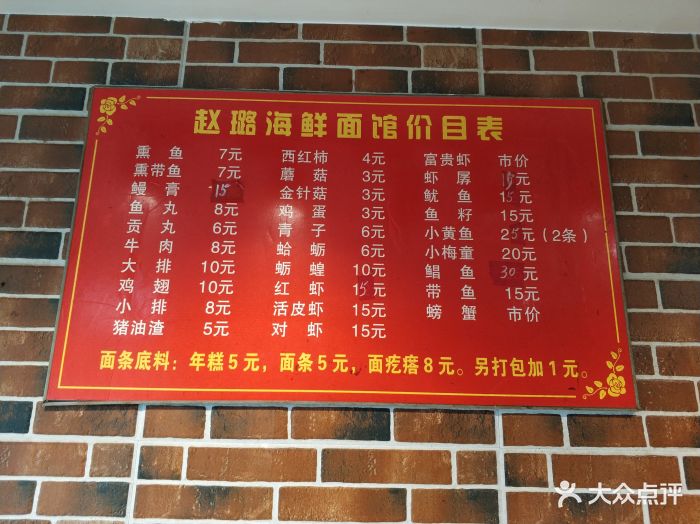 赵璐海鲜面馆价目表
熏鱼 7元
熏带鱼 7元
鳗膏 15
鱼丸 8元
贡丸 6元
牛肉 8元
大排 10元
鸡翅 10元
小排 8元
猪油渣 5元
西红柿 4元
蘑菇 3元
金针菇 3元
鸡蛋 3元
青子 6元
蛤蛎 6元
蛎蝗 10元
红虾 15元
活皮虾 15元
对虾 15元
富贵虾 市价
虾孱 元
鱿鱼 15元
鱼籽 15元
小黄鱼 25元（2条）
小梅童 20元
鲳鱼 30元
带鱼 15元
螃蟹 市价
面条底料：年糕5元，面条5元，面疙瘩8元。另打包加1元。
大众点评